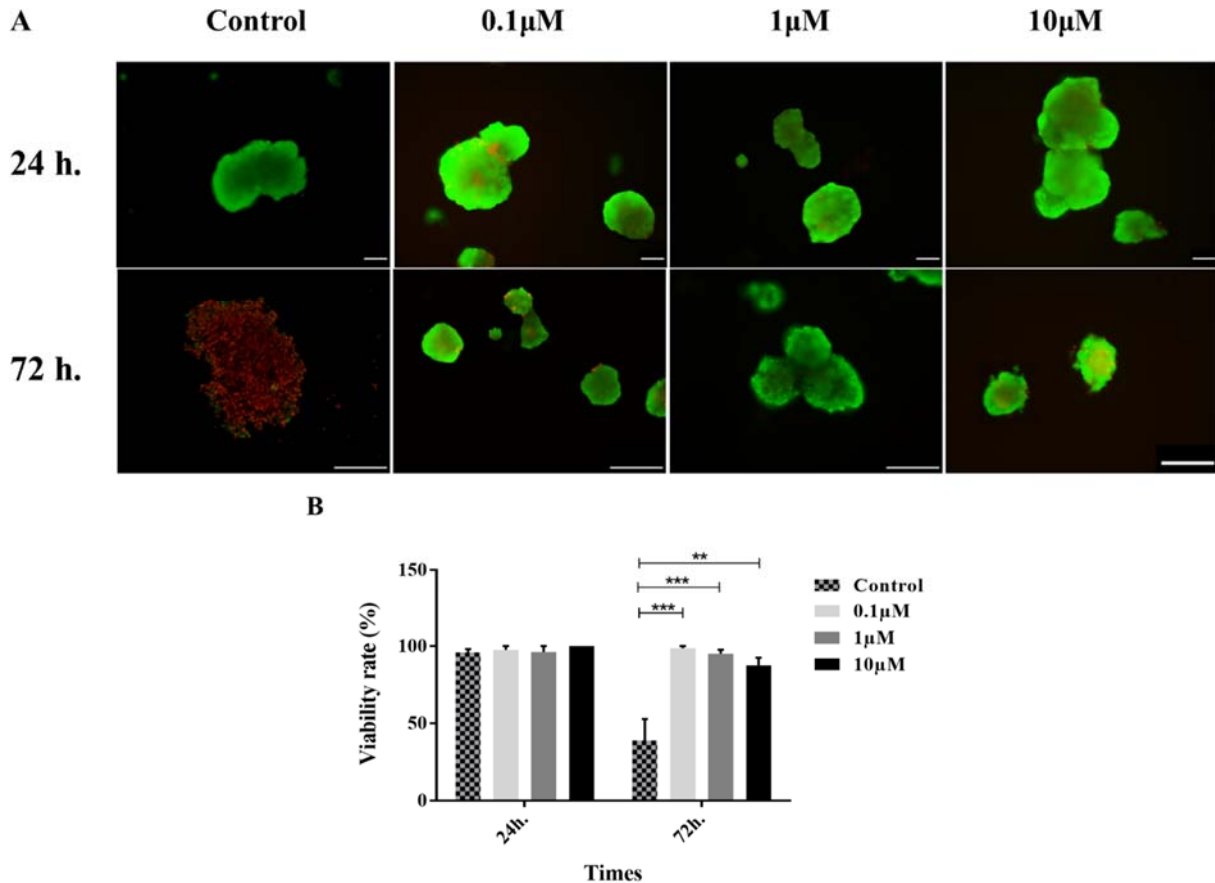 A Control 0.1µM 1µM 10µM
24 h.
72 h.
B
** 
*** 
*** 
150
100
50
0
Viability rate (%)
24h.
72h.
Times
Control
0.1µM
1µM
10µM